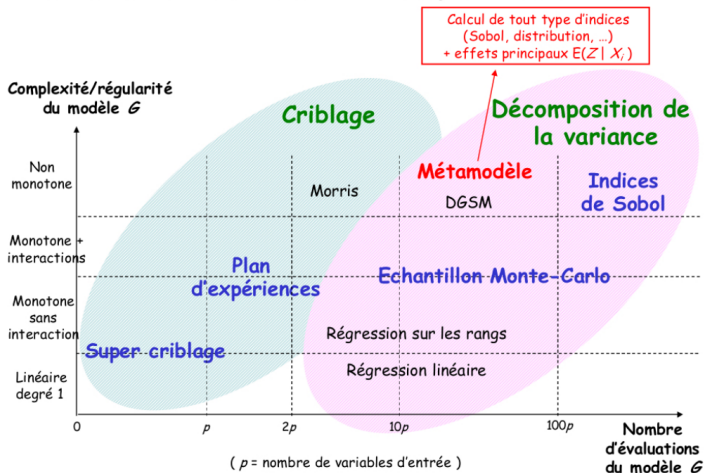 Calcul de tout type d'indices
(Sobol, distribution, …)
+ effets principaux E(Z | Xi )
Complexité/régularité
du modèle G
Criblage
Décomposition de
la variance
Non
monotone
Métamodèle
Morris
DGSM
Indices
de Sobol
Monotone +
interactions
Plan
d'expériences
Echantillon Monte-Carlo
Monotone
sans
interaction
Régression sur les rangs
Super criblage
Régression linéaire
Linéaire
degré 1
0
p
2p
10p
100p
Nombre
d'évaluations
du modèle G
( p = nombre de variables d'entrée )